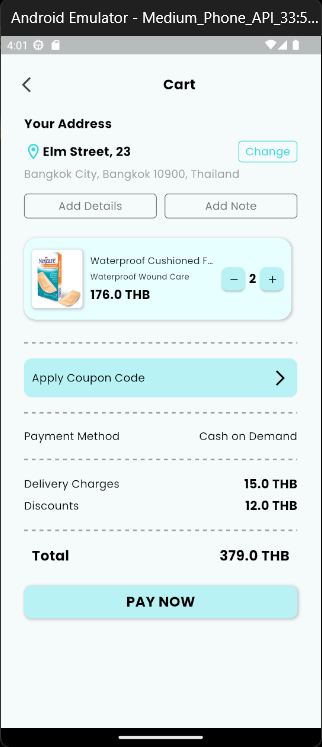 Android Emulator - Medium_Phone_API_33:5...
4:01
Cart
Your Address
Elm Street, 23
Change
Bangkok City, Bangkok 10900, Thailand
Add Details
Add Note
Waterproof Cushioned F...
Waterproof Wound Care
176.0 THB
− 2 +
Apply Coupon Code
Payment Method Cash on Demand
Delivery Charges 15.0 THB
Discounts 12.0 THB
Total 379.0 THB
PAY NOW